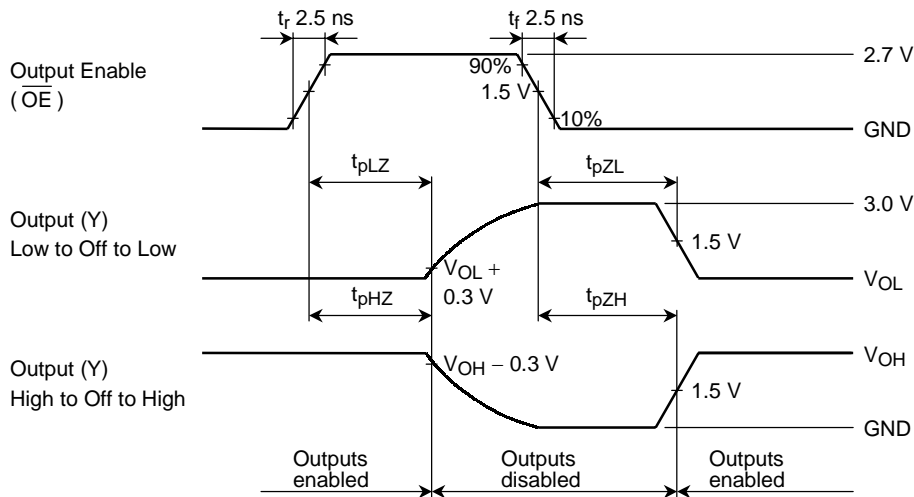 tr 2.5 ns
tf 2.5 ns
2.7 V
Output Enable
(OE)
90%
1.5 V
10%
GND
tpLZ
tpZL
3.0 V
Output (Y)
Low to Off to Low
1.5 V
VOL +
0.3 V
VOL
tpHZ
tpZH
VOH
Output (Y)
High to Off to High
VOH − 0.3 V
1.5 V
GND
Outputs
enabled
Outputs
disabled
Outputs
enabled